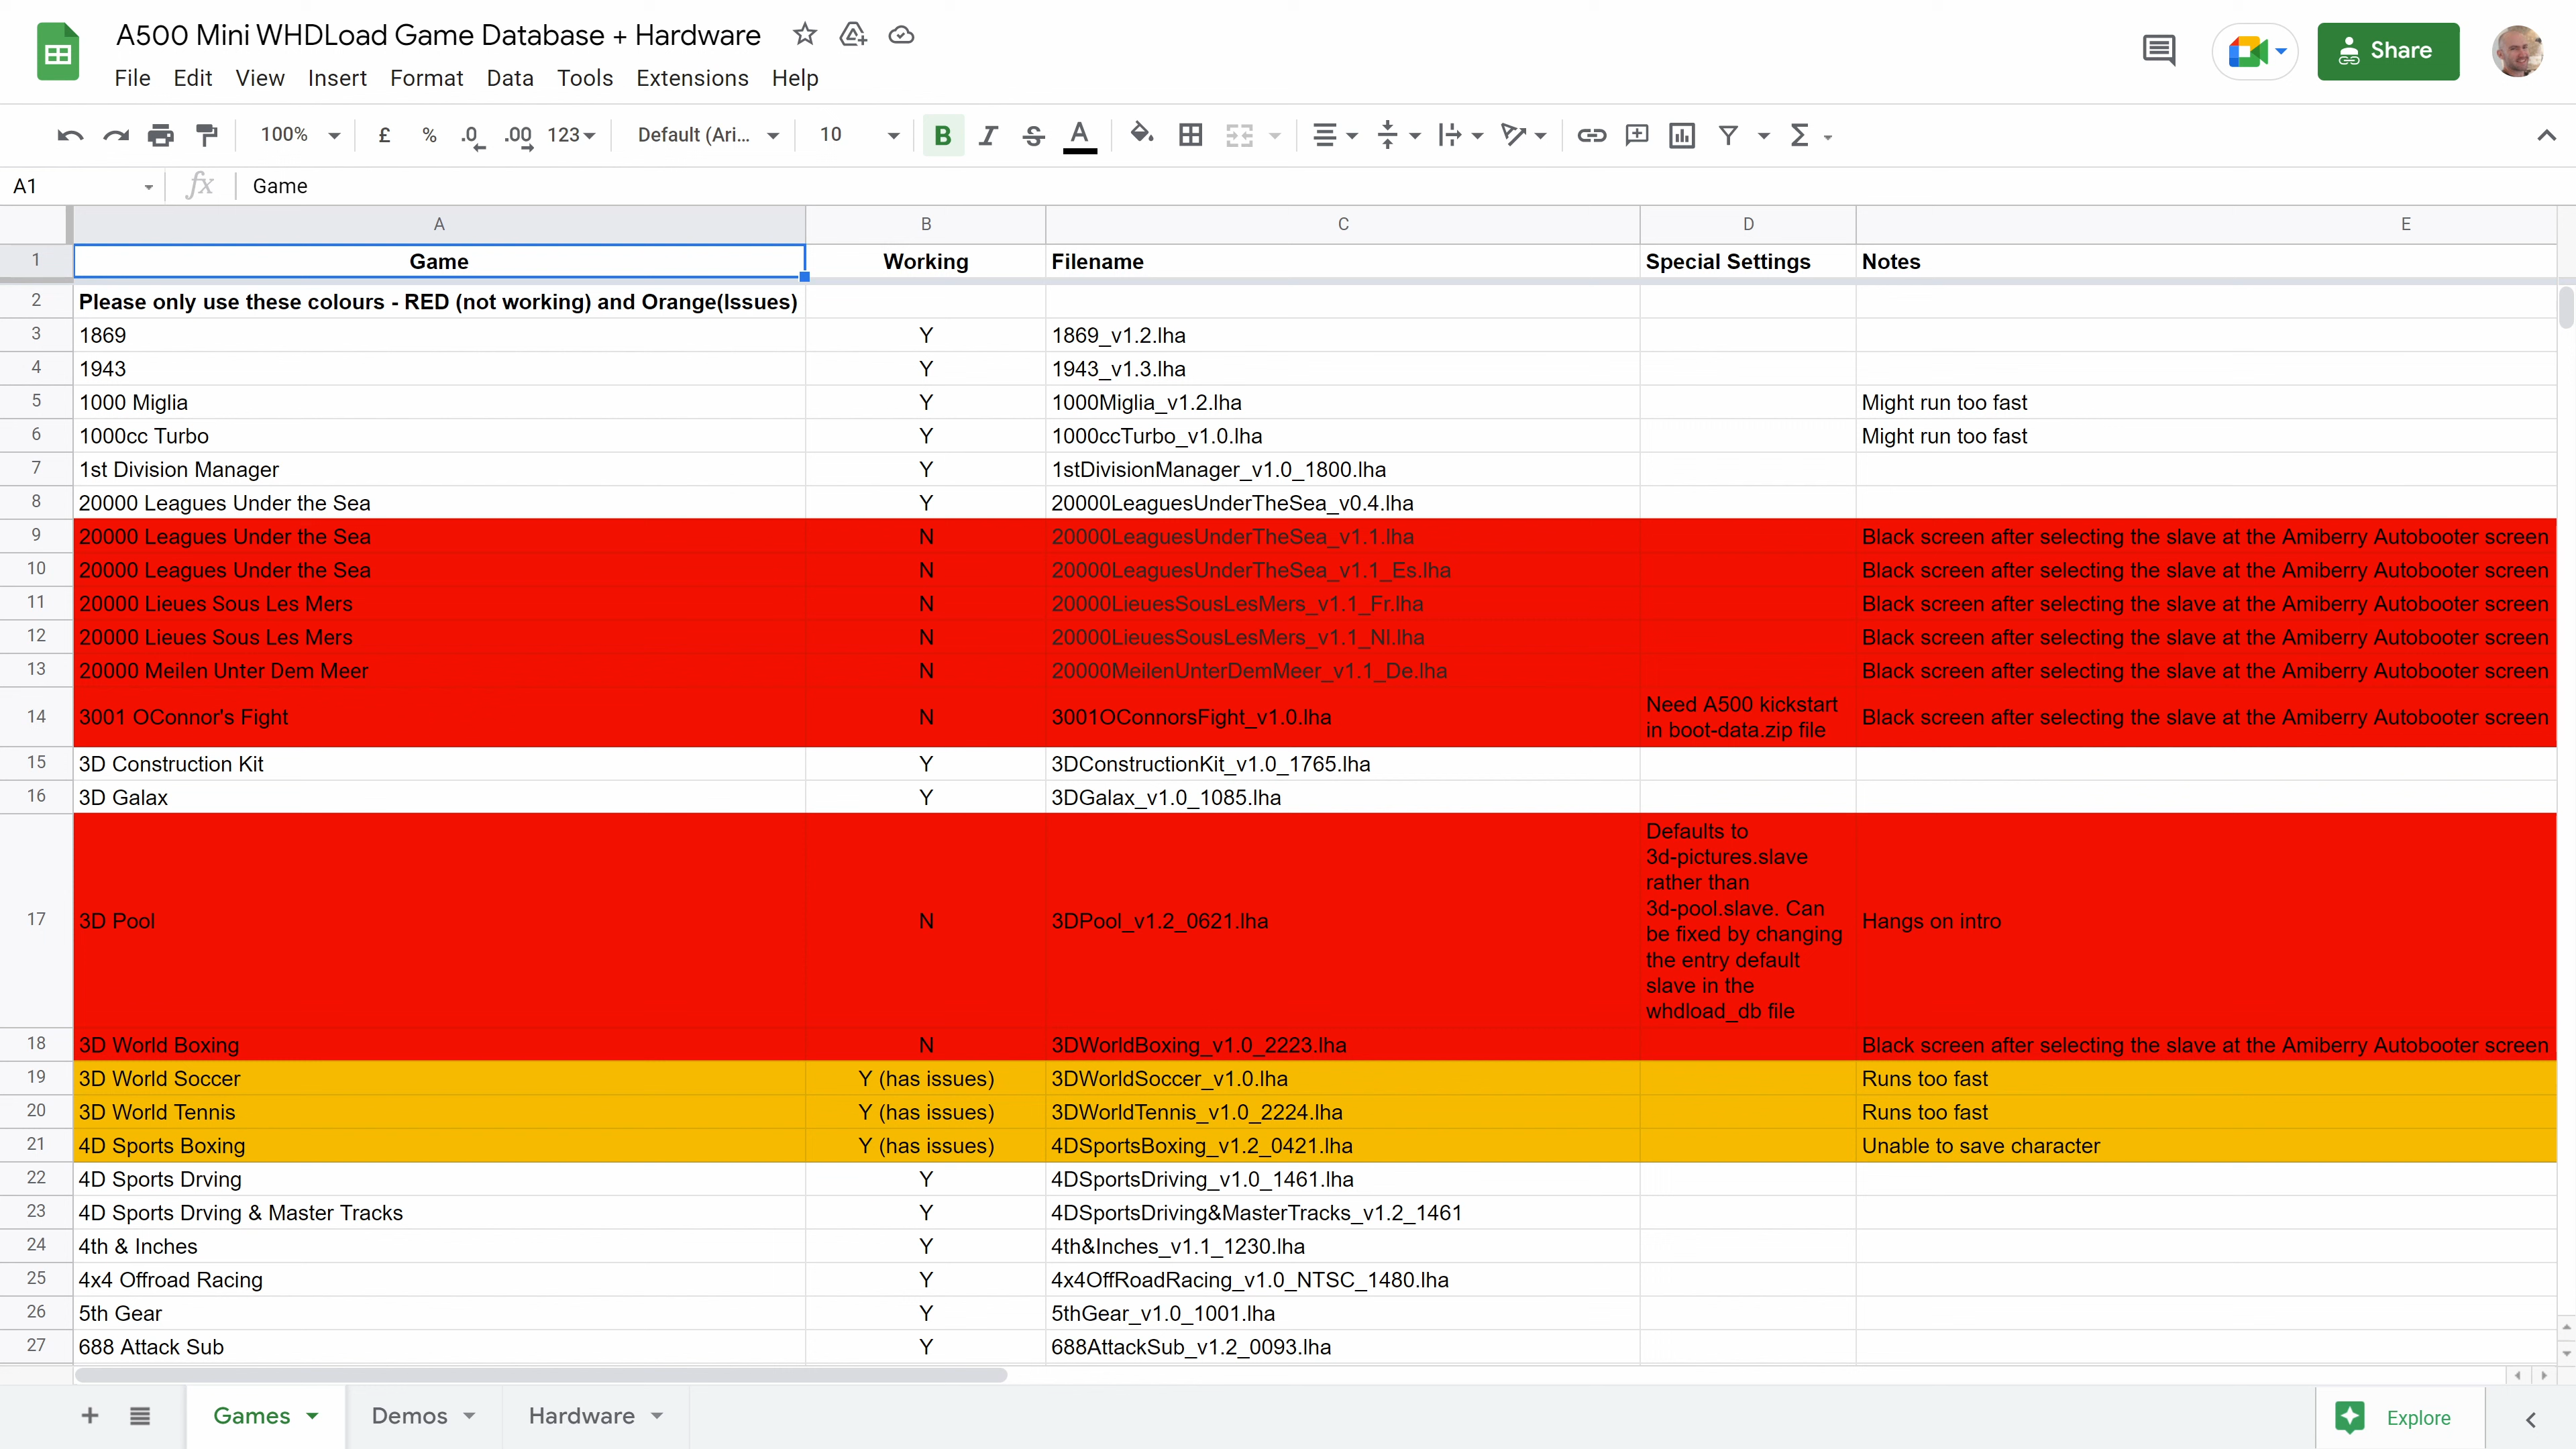 A500 Mini WHDLoad Game Database + Hardware
File Edit View Insert Format Data Tools Extensions Help
Share
100% £ % .0 .00 123 Default (Ari... 10 B I S A
A1 fx Game
A B C D E
1 Game Working Filename Special Settings Notes
2 Please only use these colours - RED (not working) and Orange(Issues)
3 1869 Y 1869_v1.2.lha
4 1943 Y 1943_v1.3.lha
5 1000 Miglia Y 1000Miglia_v1.2.lha Might run too fast
6 1000cc Turbo Y 1000ccTurbo_v1.0.lha Might run too fast
7 1st Division Manager Y 1stDivisionManager_v1.0_1800.lha
8 20000 Leagues Under the Sea Y 20000LeaguesUnderTheSea_v0.4.lha
9 20000 Leagues Under the Sea N 20000LeaguesUnderTheSea_v1.1.lha Black screen after selecting the slave at the Amiberry Autobooter screen
10 20000 Leagues Under the Sea N 20000LeaguesUnderTheSea_v1.1_Es.lha Black screen after selecting the slave at the Amiberry Autobooter screen
11 20000 Lieues Sous Les Mers N 20000LieuesSousLesMers_v1.1_Fr.lha Black screen after selecting the slave at the Amiberry Autobooter screen
12 20000 Lieues Sous Les Mers N 20000LieuesSousLesMers_v1.1_Nl.lha Black screen after selecting the slave at the Amiberry Autobooter screen
13 20000 Meilen Unter Dem Meer N 20000MeilenUnterDemMeer_v1.1_De.lha Black screen after selecting the slave at the Amiberry Autobooter screen
14 3001 OConnor's Fight N 3001OConnorsFight_v1.0.lha Need A500 kickstart
in boot-data.zip file Black screen after selecting the slave at the Amiberry Autobooter screen
15 3D Construction Kit Y 3DConstructionKit_v1.0_1765.lha
16 3D Galax Y 3DGalax_v1.0_1085.lha
17 3D Pool N 3DPool_v1.2_0621.lha Defaults to
3d-pictures.slave
rather than
3d-pool.slave. Can
be fixed by changing
the entry default
slave in the
whdload_db file Hangs on intro
18 3D World Boxing N 3DWorldBoxing_v1.0_2223.lha Black screen after selecting the slave at the Amiberry Autobooter screen
19 3D World Soccer Y (has issues) 3DWorldSoccer_v1.0.lha Runs too fast
20 3D World Tennis Y (has issues) 3DWorldTennis_v1.0_2224.lha Runs too fast
21 4D Sports Boxing Y (has issues) 4DSportsBoxing_v1.2_0421.lha Unable to save character
22 4D Sports Drving Y 4DSportsDriving_v1.0_1461.lha
23 4D Sports Drving & Master Tracks Y 4DSportsDriving&MasterTracks_v1.2_1461
24 4th & Inches Y 4th&Inches_v1.1_1230.lha
25 4x4 Offroad Racing Y 4x4OffRoadRacing_v1.0_NTSC_1480.lha
26 5th Gear Y 5thGear_v1.0_1001.lha
27 688 Attack Sub Y 688AttackSub_v1.2_0093.lha
Games Demos Hardware Explore